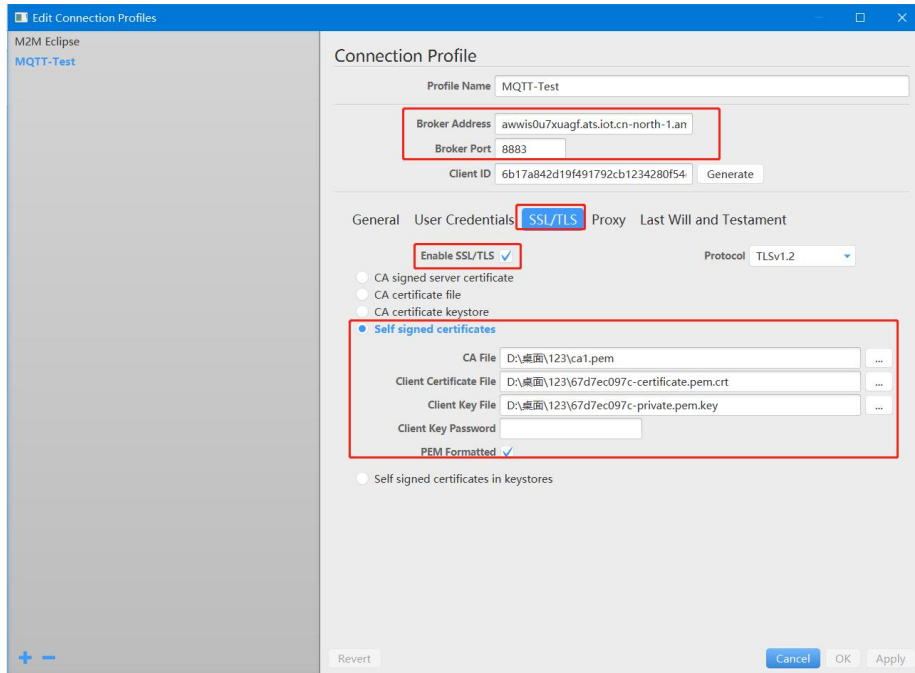 Edit Connection Profiles
M2M Eclipse
MQTT-Test
Connection Profile
Profile Name MQTT-Test
Broker Address awwis0u7xuagf.ats.iot.cn-north-1.an
Broker Port 8883
Client ID 6b17a842d19f491792cb1234280f54 Generate
General User Credentials SSL/TLS Proxy Last Will and Testament
Enable SSL/TLS Protocol TLSv1.2
CA signed server certificate
CA certificate file
CA certificate keystore
Self signed certificates
CA File D:\桌面\123\ca1.pem ...
Client Certificate File D:\桌面\123\67d7ec097c-certificate.pem.crt ...
Client Key File D:\桌面\123\67d7ec097c-private.pem.key ...
Client Key Password
PEM Formatted
Self signed certificates in keystores
Revert Cancel OK Apply